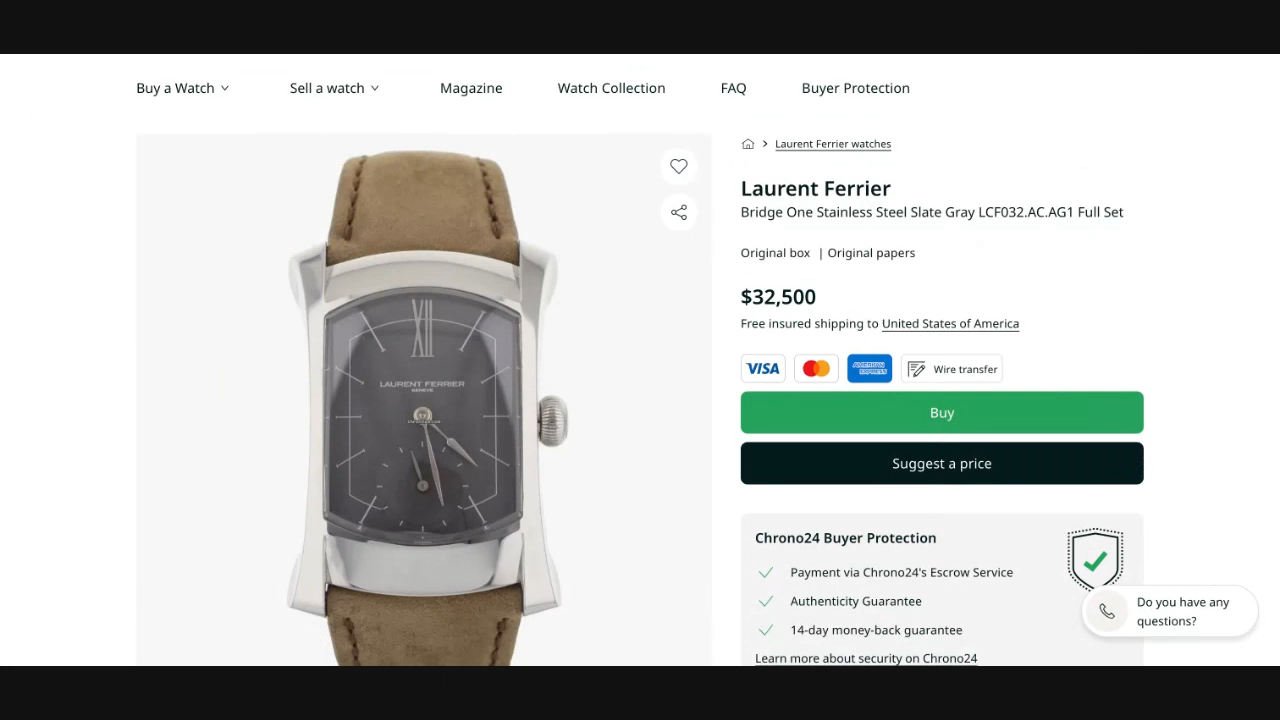 Buy a Watch
Sell a watch
Magazine
Watch Collection
FAQ
Buyer Protection
Laurent Ferrier watches
Laurent Ferrier
Bridge One Stainless Steel Slate Gray LCF032.AC.AG1 Full Set
Original box | Original papers
$32,500
Free insured shipping to United States of America
VISA
AMERICAN EXPRESS
Wire transfer
Buy
Suggest a price
Chrono24 Buyer Protection
Payment via Chrono24's Escrow Service
Authenticity Guarantee
14-day money-back guarantee
Learn more about security on Chrono24
Do you have any
questions?
XII
LAURENT FERRIER
GENEVE